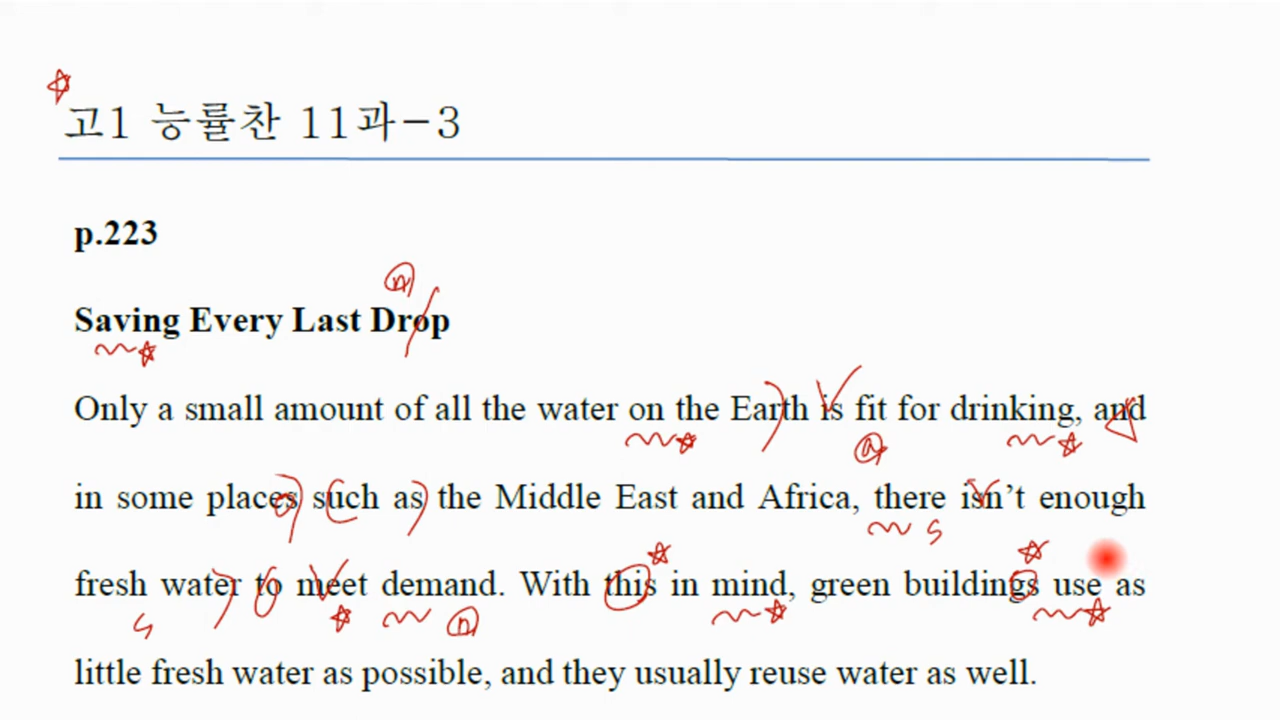 고1 능률찬 11과-3
p.223
Saving Every Last Drop
Only a small amount of all the water on the Earth is fit for drinking, and
in some places such as the Middle East and Africa, there isn't enough
fresh water to meet demand. With this in mind, green buildings use as
little fresh water as possible, and they usually reuse water as well.